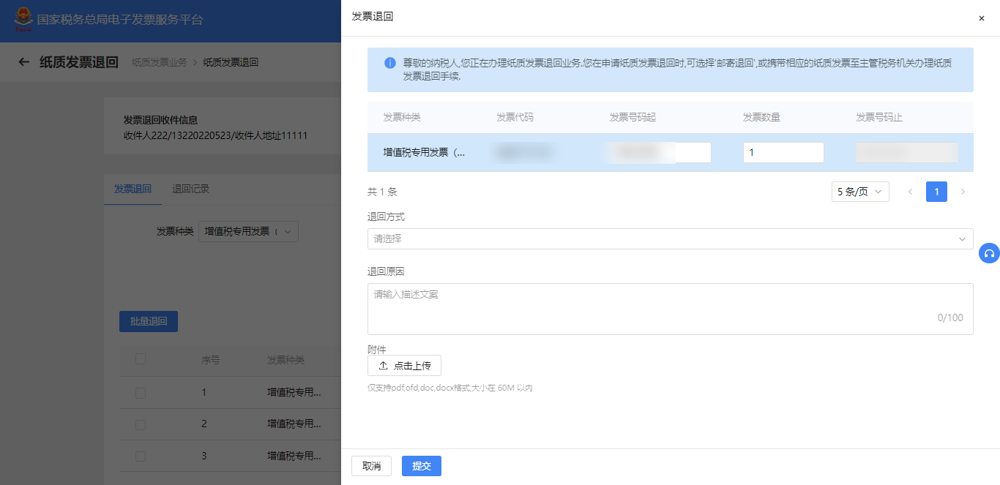 国家税务总局电子发票服务平台
纸质发票退回 纸质发票业务 > 纸质发票退回
发票退回收件信息
收件人222/13220220523/收件人地址11111
发票退回 退回记录
发票种类 增值税专用发票（
批量退回
序号 发票种类
1 增值税专用...
2 增值税专用...
3 增值税专用...
发票退回
尊敬的纳税人,您正在办理纸质发票退回业务.您在申请纸质发票退回时,可选择'邮寄退回',或携带相应的纸质发票至主管税务机关办理纸质
发票退回手续.
发票种类 发票代码 发票号码起 发票数量 发票号码止
增值税专用发票（... 1
共 1 条 5 条/页 1
退回方式
请选择
退回原因
请输入描述文案
0/100
附件
点击上传
仅支持pdf,ofd,doc,docx格式,大小在 60M 以内
取消 提交